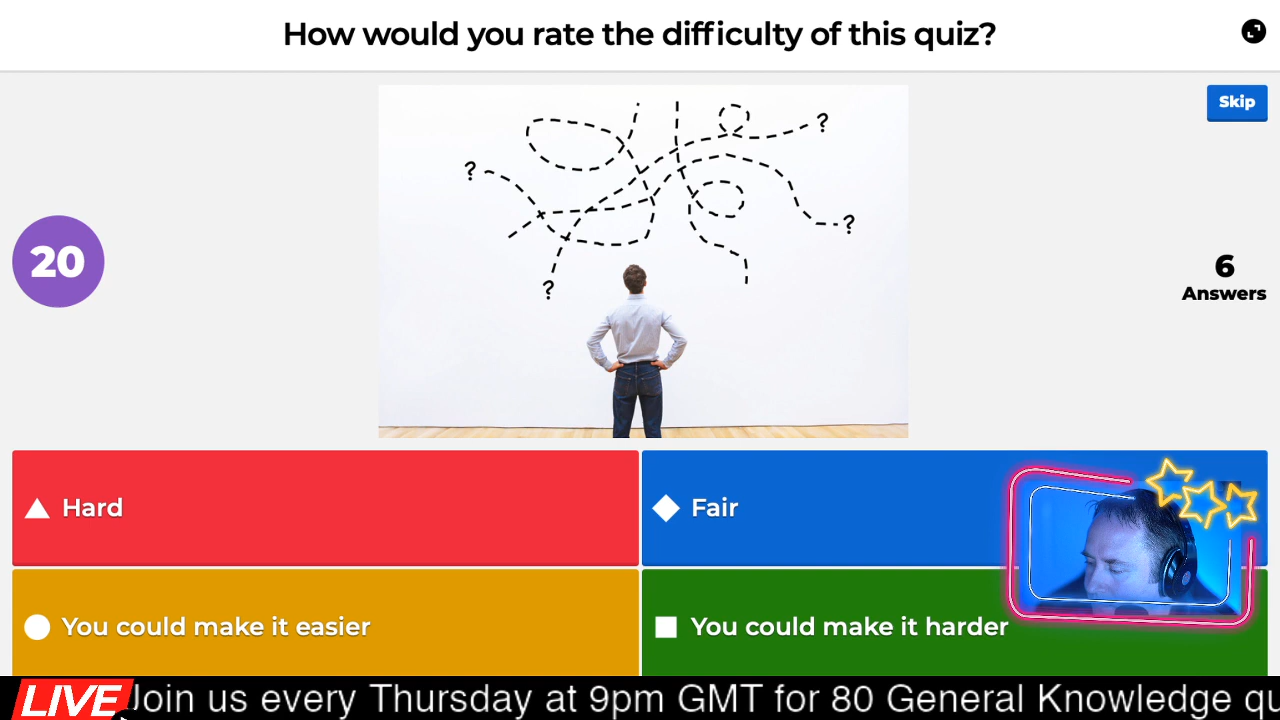 How would you rate the difficulty of this quiz?
Skip
?
?
?
?
20
6
Answers
Hard
Fair
You could make it easier
You could make it harder
LIVE
Join us every Thursday at 9pm GMT for 80 General Knowledge